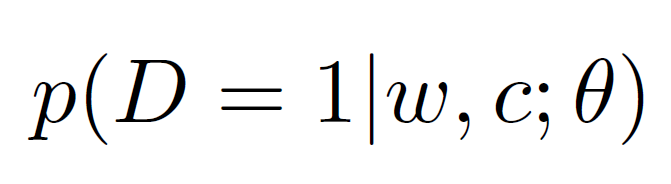 p(D = 1|w, c; θ)